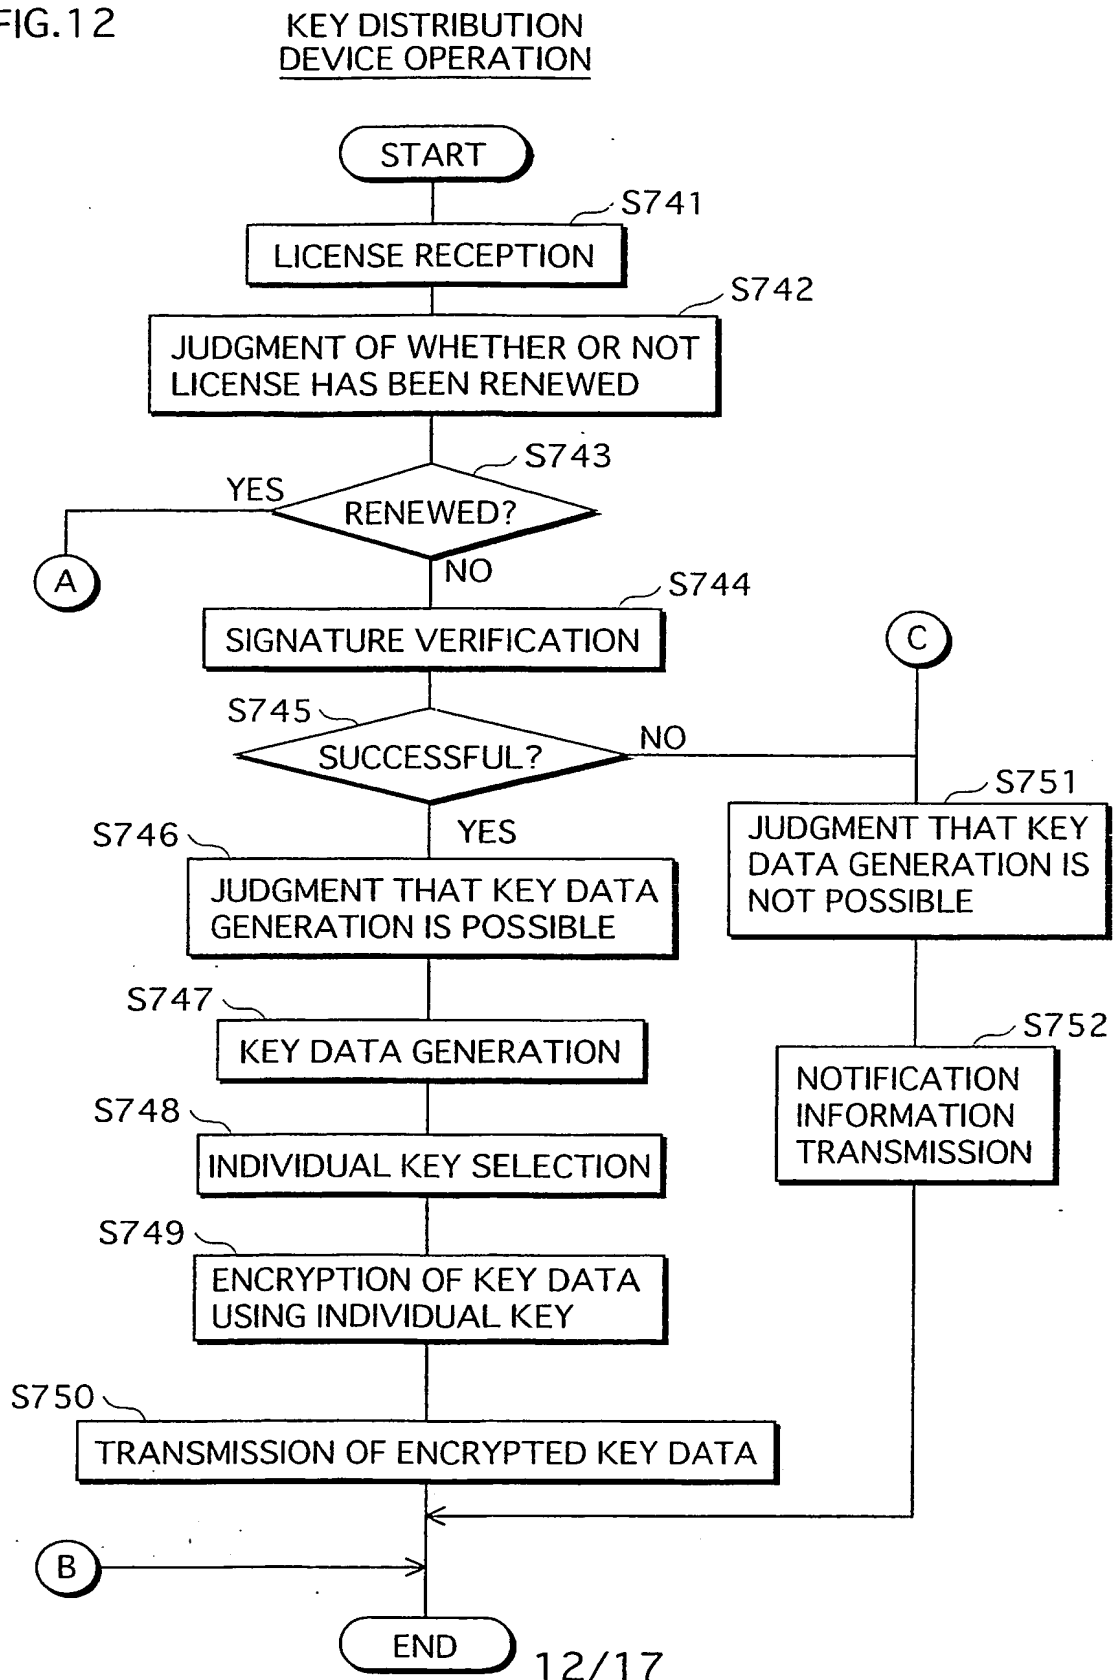 FIG.12
KEY DISTRIBUTION
DEVICE OPERATION
START
S741
LICENSE RECEPTION
S742
JUDGMENT OF WHETHER OR NOT
LICENSE HAS BEEN RENEWED
S743
YES
RENEWED?
A
NO
S744
SIGNATURE VERIFICATION
C
S745
SUCCESSFUL?
NO
S751
JUDGMENT THAT KEY
DATA GENERATION IS
NOT POSSIBLE
YES
S746
JUDGMENT THAT KEY DATA
GENERATION IS POSSIBLE
S747
KEY DATA GENERATION
S752
NOTIFICATION
INFORMATION
TRANSMISSION
S748
INDIVIDUAL KEY SELECTION
S749
ENCRYPTION OF KEY DATA
USING INDIVIDUAL KEY
S750
TRANSMISSION OF ENCRYPTED KEY DATA
B
END
12/17